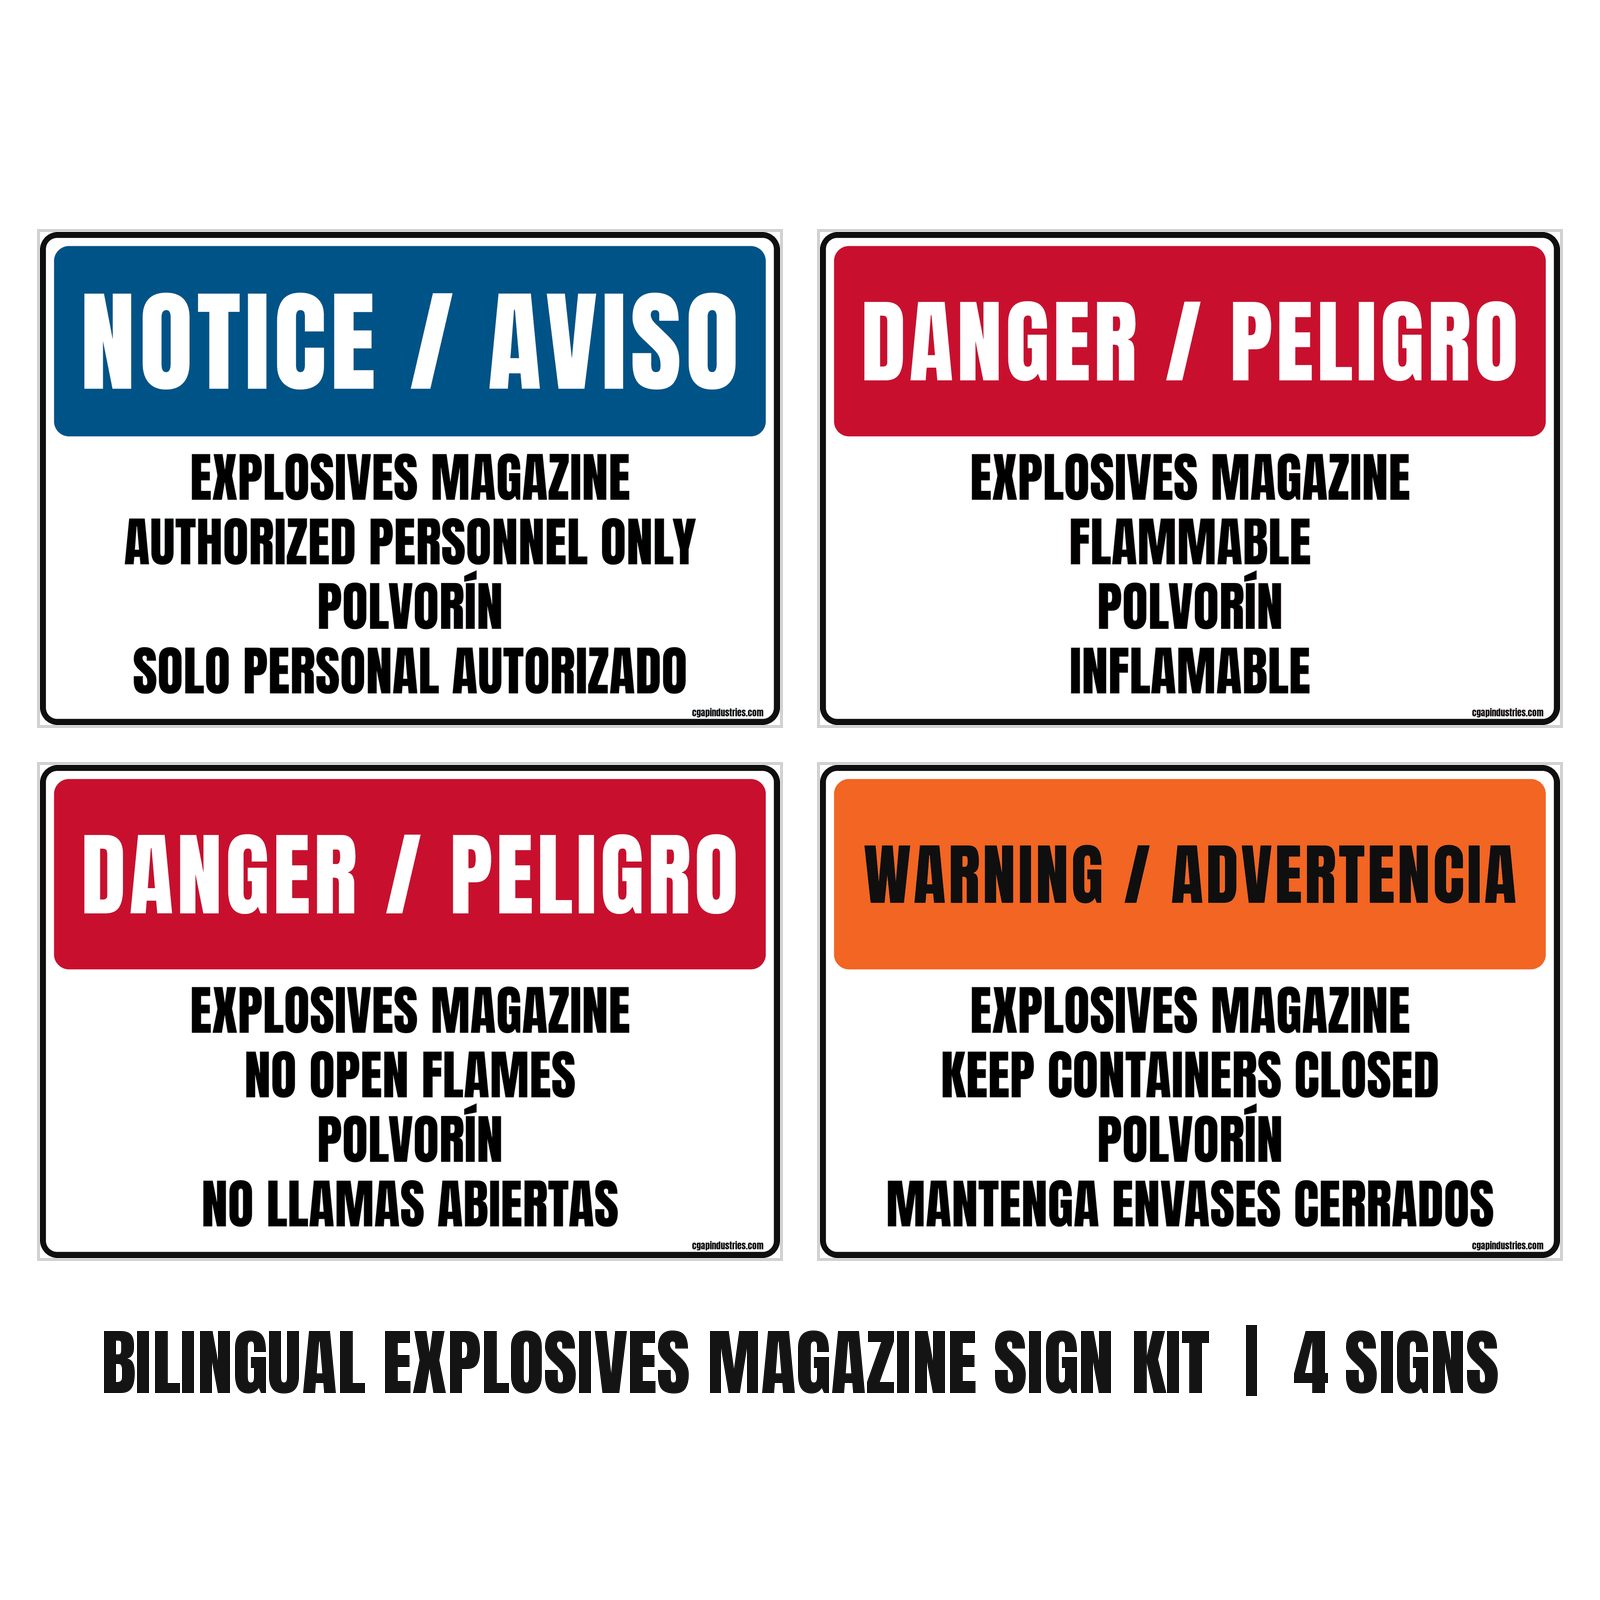 NOTICE / AVISO
EXPLOSIVES MAGAZINE
AUTHORIZED PERSONNEL ONLY
POLVORÍN
SOLO PERSONAL AUTORIZADO
cgapindustries.com
DANGER / PELIGRO
EXPLOSIVES MAGAZINE
FLAMMABLE
POLVORÍN
INFLAMABLE
cgapindustries.com
DANGER / PELIGRO
EXPLOSIVES MAGAZINE
NO OPEN FLAMES
POLVORÍN
NO LLAMAS ABIERTAS
cgapindustries.com
WARNING / ADVERTENCIA
EXPLOSIVES MAGAZINE
KEEP CONTAINERS CLOSED
POLVORÍN
MANTENGA ENVASES CERRADOS
cgapindustries.com
BILINGUAL EXPLOSIVES MAGAZINE SIGN KIT | 4 SIGNS